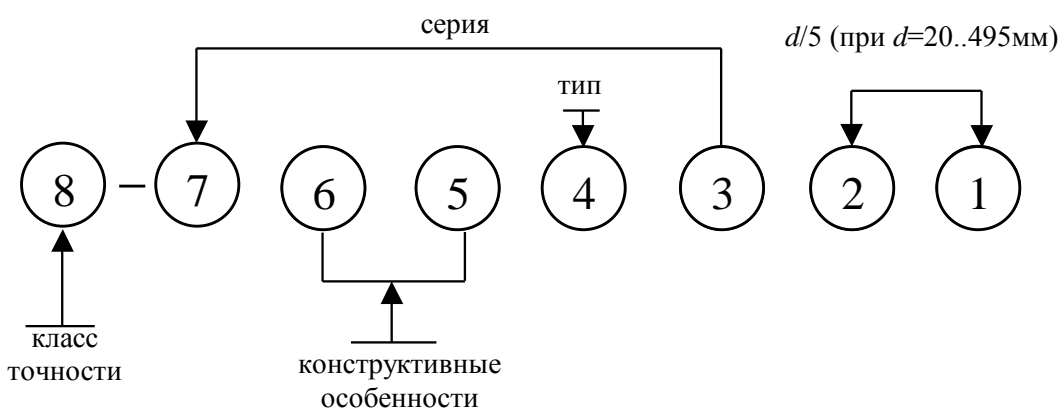 серия
d/5 (при d=20..495мм)
тип
8 – 7 6 5 4 3 2 1
класс
точности
конструктивные
особенности